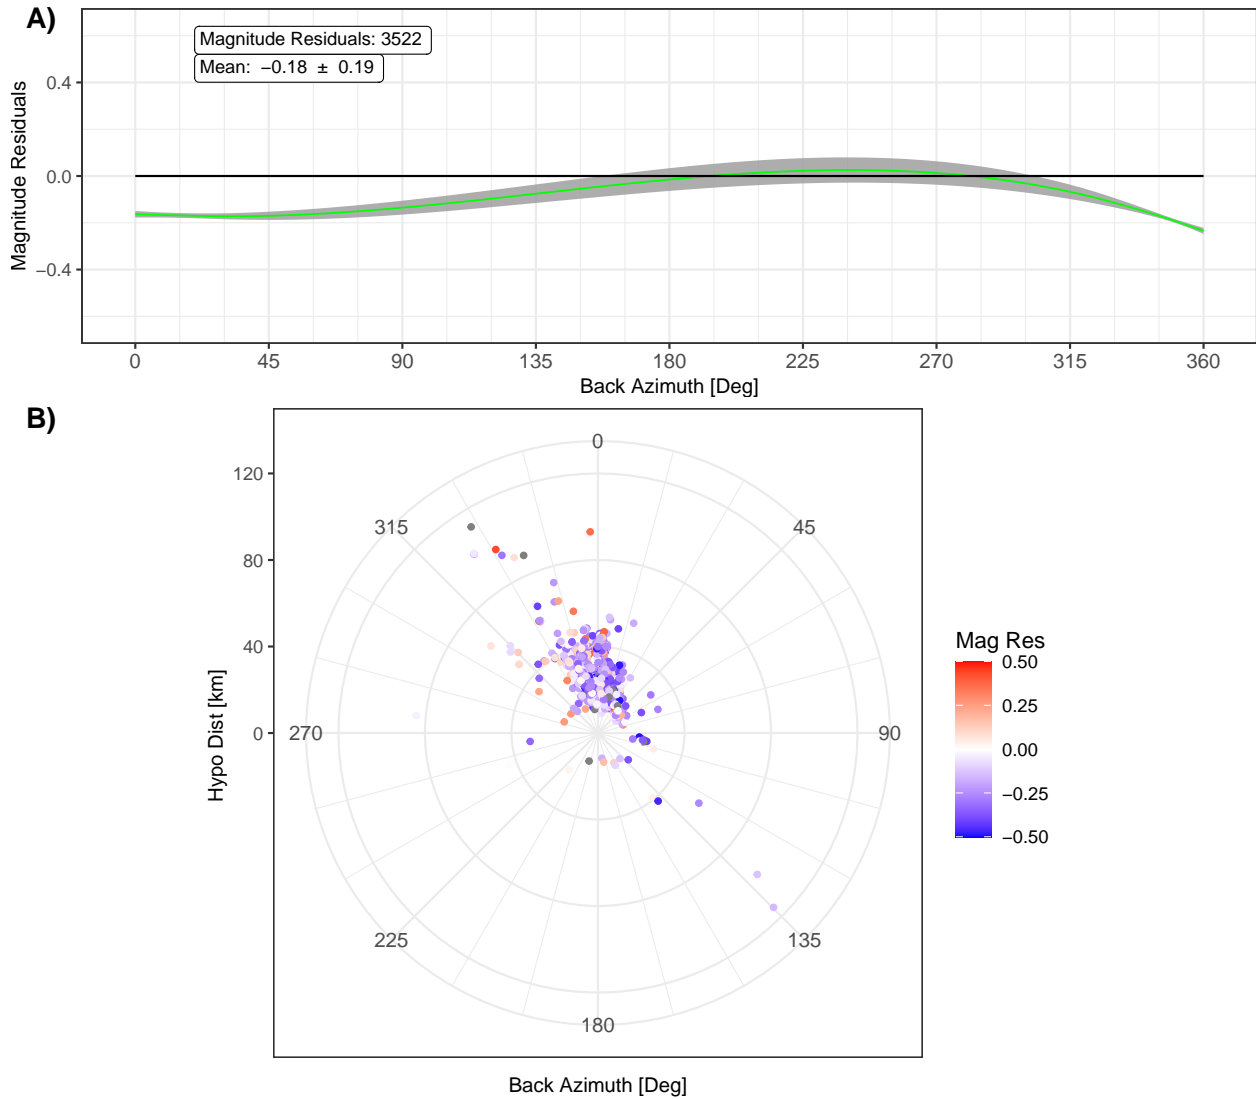 A)
Magnitude Residuals: 3522
Mean:  −0.18  ±  0.19
Magnitude Residuals
0.4
0.0
−0.4
0 45 90 135 180 225 270 315 360
Back Azimuth [Deg]
B)
Hypo Dist [km]
120
80
40
0
0
45
90
135
180
225
270
315
Back Azimuth [Deg]
Mag Res
0.50
0.25
0.00
−0.25
−0.50